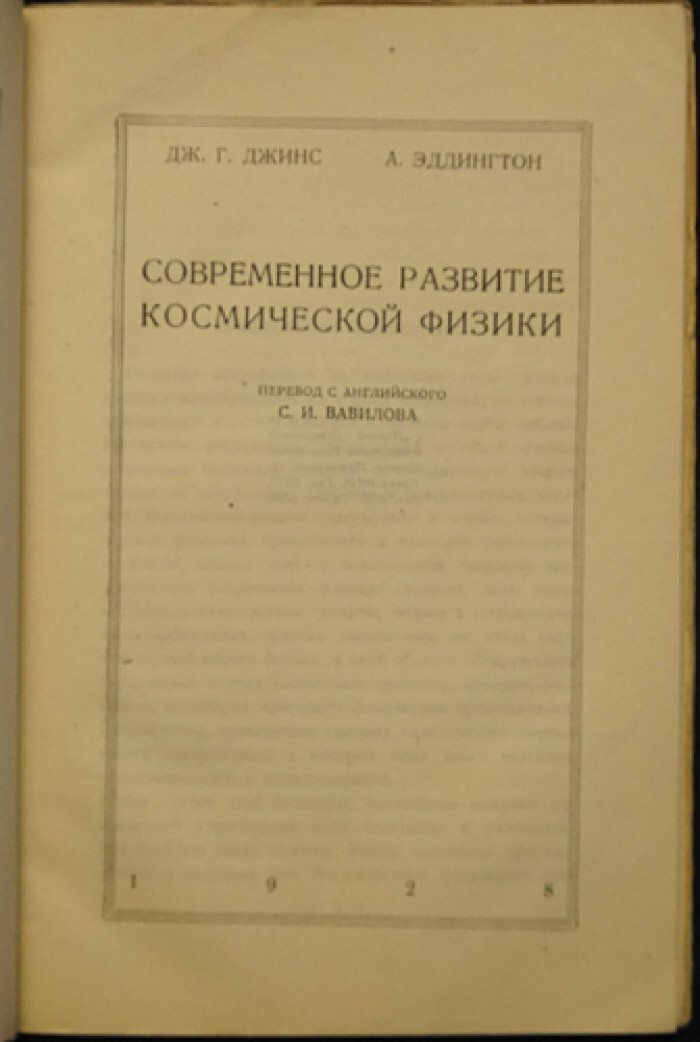 ДЖ. Г. ДЖИНС А. ЭДДИНГТОН
СОВРЕМЕННОЕ РАЗВИТИЕ
КОСМИЧЕСКОЙ ФИЗИКИ
ПЕРЕВОД С АНГЛИЙСКОГО
С. И. ВАВИЛОВА
1 9 2 8